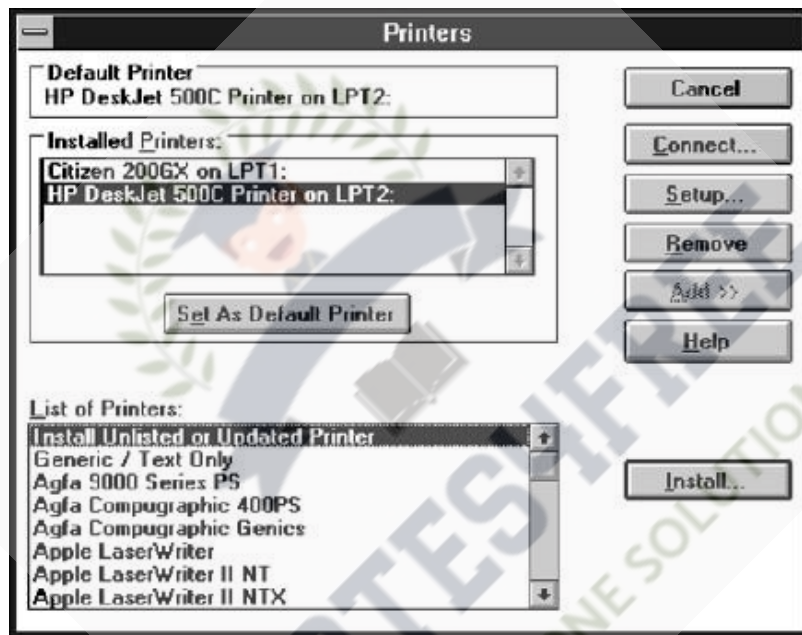 Printers
Default Printer
HP DeskJet 500C Printer on LPT2:
Installed Printers:
Citizen 200GX on LPT1:
HP DeskJet 500C Printer on LPT2:
Set As Default Printer
List of Printers:
Install Unlisted or Updated Printer
Generic / Text Only
Agfa 9000 Series PS
Agfa Compugraphic 400PS
Agfa Compugraphic Genics
Apple LaserWriter
Apple LaserWriter II NT
Apple LaserWriter II NTX
Cancel
Connect...
Setup...
Remove
Add >>
Help
Install...